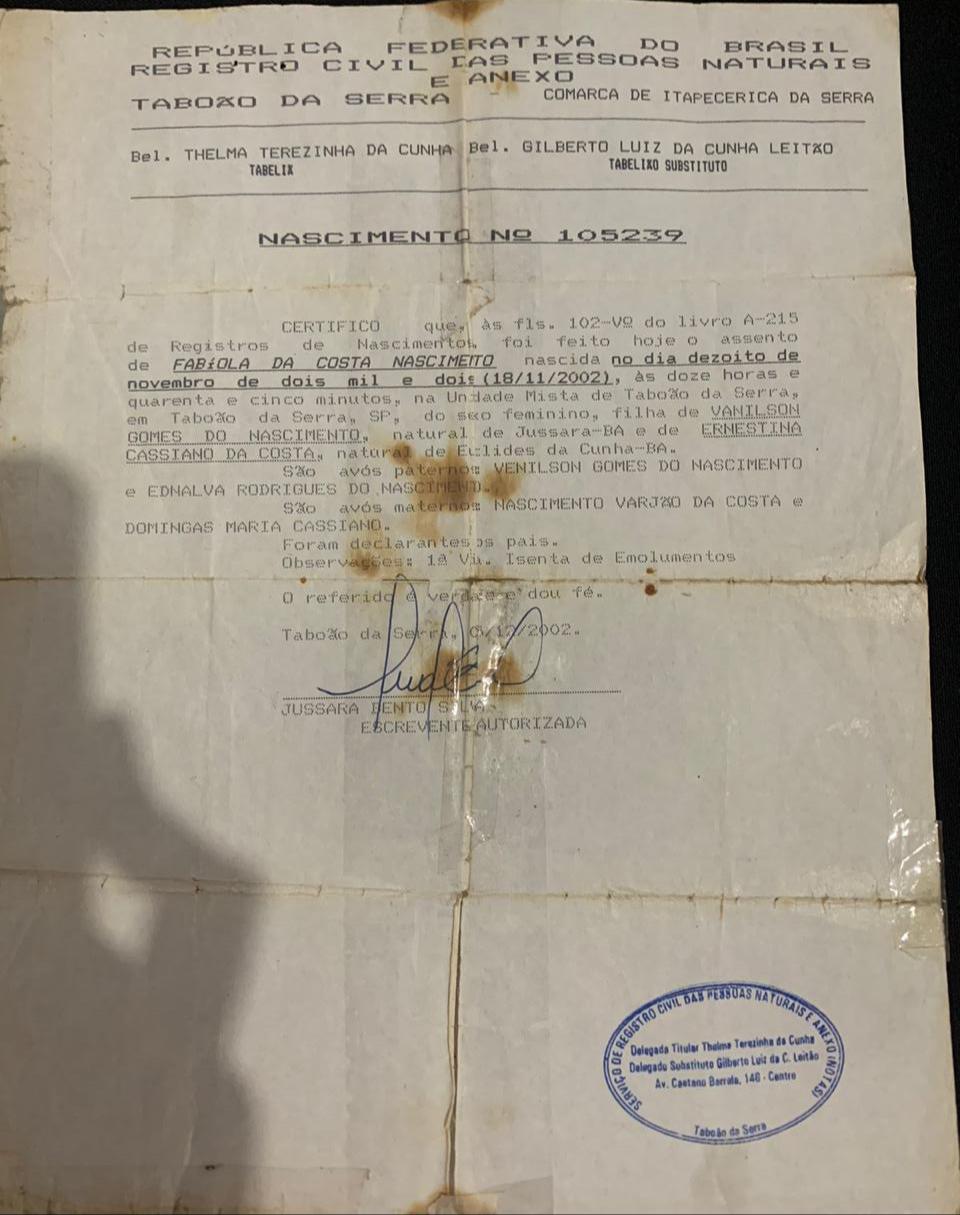 REPÚBLICA FEDERATIVA DO BRASIL
REGISTRO CIVIL DAS PESSOAS NATURAIS
E ANEXO
TABOÃO DA SERRA - COMARCA DE ITAPECERICA DA SERRA
Bel. THELMA TEREZINHA DA CUNHA Bel. GILBERTO LUIZ DA CUNHA LEITÃO
TABELIÃ TABELIÃO SUBSTITUTO
NASCIMENTO Nº 105239
CERTIFICO que, às fls. 102-Vº do livro A-215
de Registros de Nascimentos, foi feito hoje o assento
de FABÍOLA DA COSTA NASCIMENTO nascida no dia dezoito de
novembro de dois mil e dois (18/11/2002), às doze horas e
quarenta e cinco minutos, na Unidade Mista de Taboão da Serra,
em Taboão da Serra, SP, do sexo feminino, filha de VANILSON
GOMES DO NASCIMENTO, natural de Jussara-BA e de ERNESTINA
CASSIANO DA COSTA, natural de Euclides da Cunha-BA.
São avós paternos: VENILSON GOMES DO NASCIMENTO
e EDNALVA RODRIGUES DO NASCIMENTO.
São avós maternos: NASCIMENTO VARJÃO DA COSTA e
DOMINGAS MARIA CASSIANO.
Foram declarantes os pais.
Observações: 1ª Via. Isenta de Emolumentos
O referido é verdade e dou fé.
Taboão da Serra, /12/2002.
JUSSARA BENTO SILVA
ESCREVENTE AUTORIZADA
SERVIÇO DE REGISTRO CIVIL DAS PESSOAS NATURAIS E ANEXO (NOTAS)
Delegada Titular Thelma Terezinha da Cunha
Delegado Substituto Gilberto Luiz da C. Leitão
Av. Caetano Barrela, 146 - Centro
Taboão da Serra